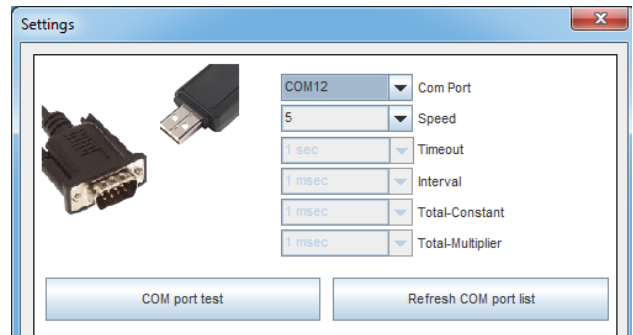 Settings
COM12 Com Port
5 Speed
1 sec Timeout
1 msec Interval
1 msec Total-Constant
1 msec Total-Multiplier
COM port test Refresh COM port list